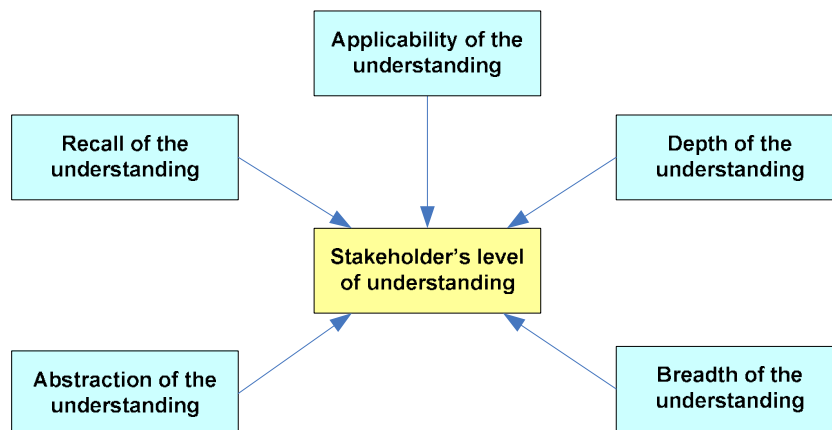 Applicability of the
understanding
Recall of the
understanding
Depth of the
understanding
Stakeholder's level
of understanding
Abstraction of the
understanding
Breadth of the
understanding